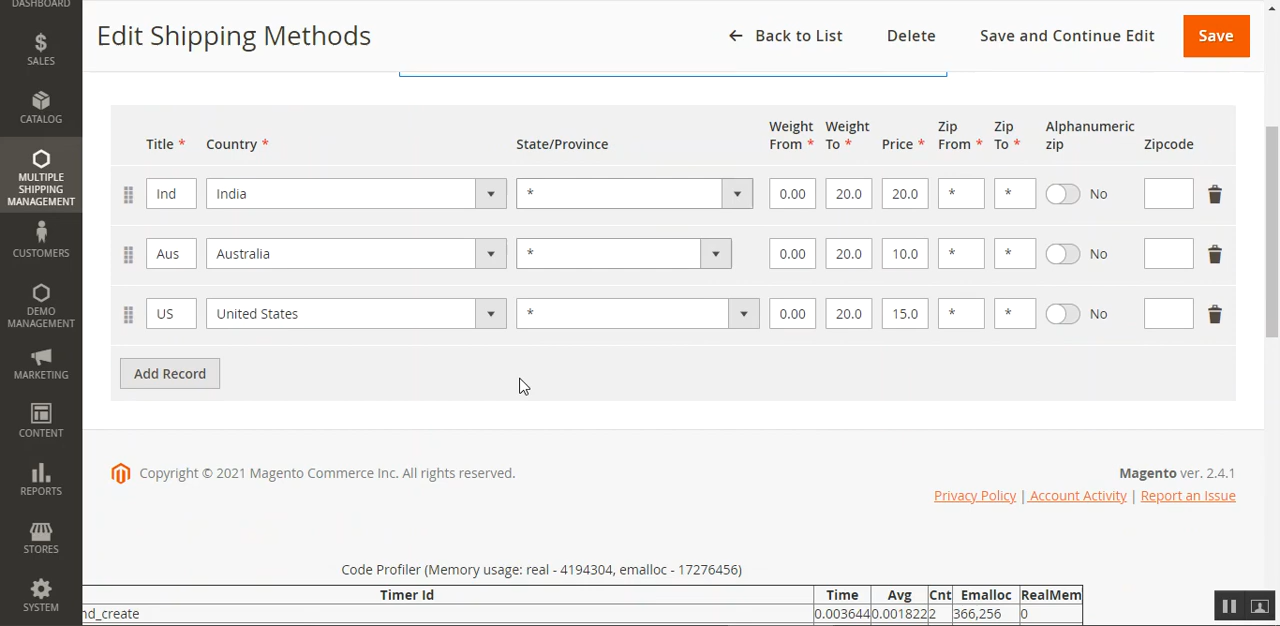 DASHBOARD
SALES
CATALOG
MULTIPLE
SHIPPING
MANAGEMENT
CUSTOMERS
DEMO
MANAGEMENT
MARKETING
CONTENT
REPORTS
STORES
SYSTEM
Edit Shipping Methods
← Back to List Delete Save and Continue Edit Save
Title * Country * State/Province Weight From * Weight To * Price * Zip From * Zip To * Alphanumeric zip Zipcode
Ind India * 0.00 20.0 20.0 * * No
Aus Australia * 0.00 20.0 10.0 * * No
US United States * 0.00 20.0 15.0 * * No
Add Record
Copyright © 2021 Magento Commerce Inc. All rights reserved.
Magento ver. 2.4.1
Privacy Policy | Account Activity | Report an Issue
Code Profiler (Memory usage: real - 4194304, emalloc - 17276456)
Timer Id Time Avg Cnt Emalloc RealMem
nd_create 0.003644 0.001822 2 366,256 0